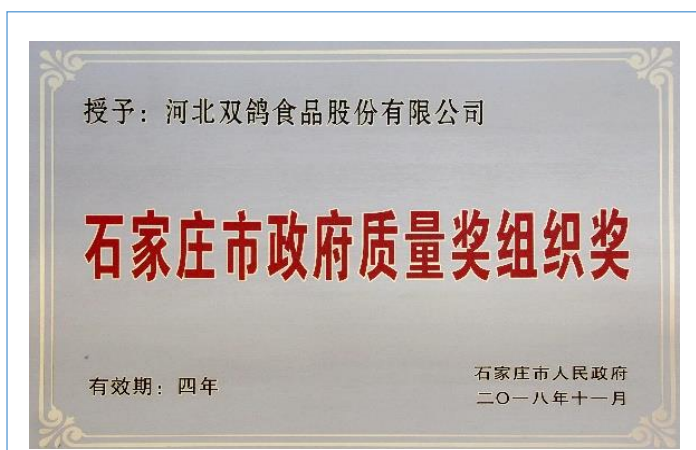 授予：河北双鸽食品股份有限公司
石家庄市政府质量奖组织奖
有效期：四年
石家庄市人民政府
二〇一八年十一月